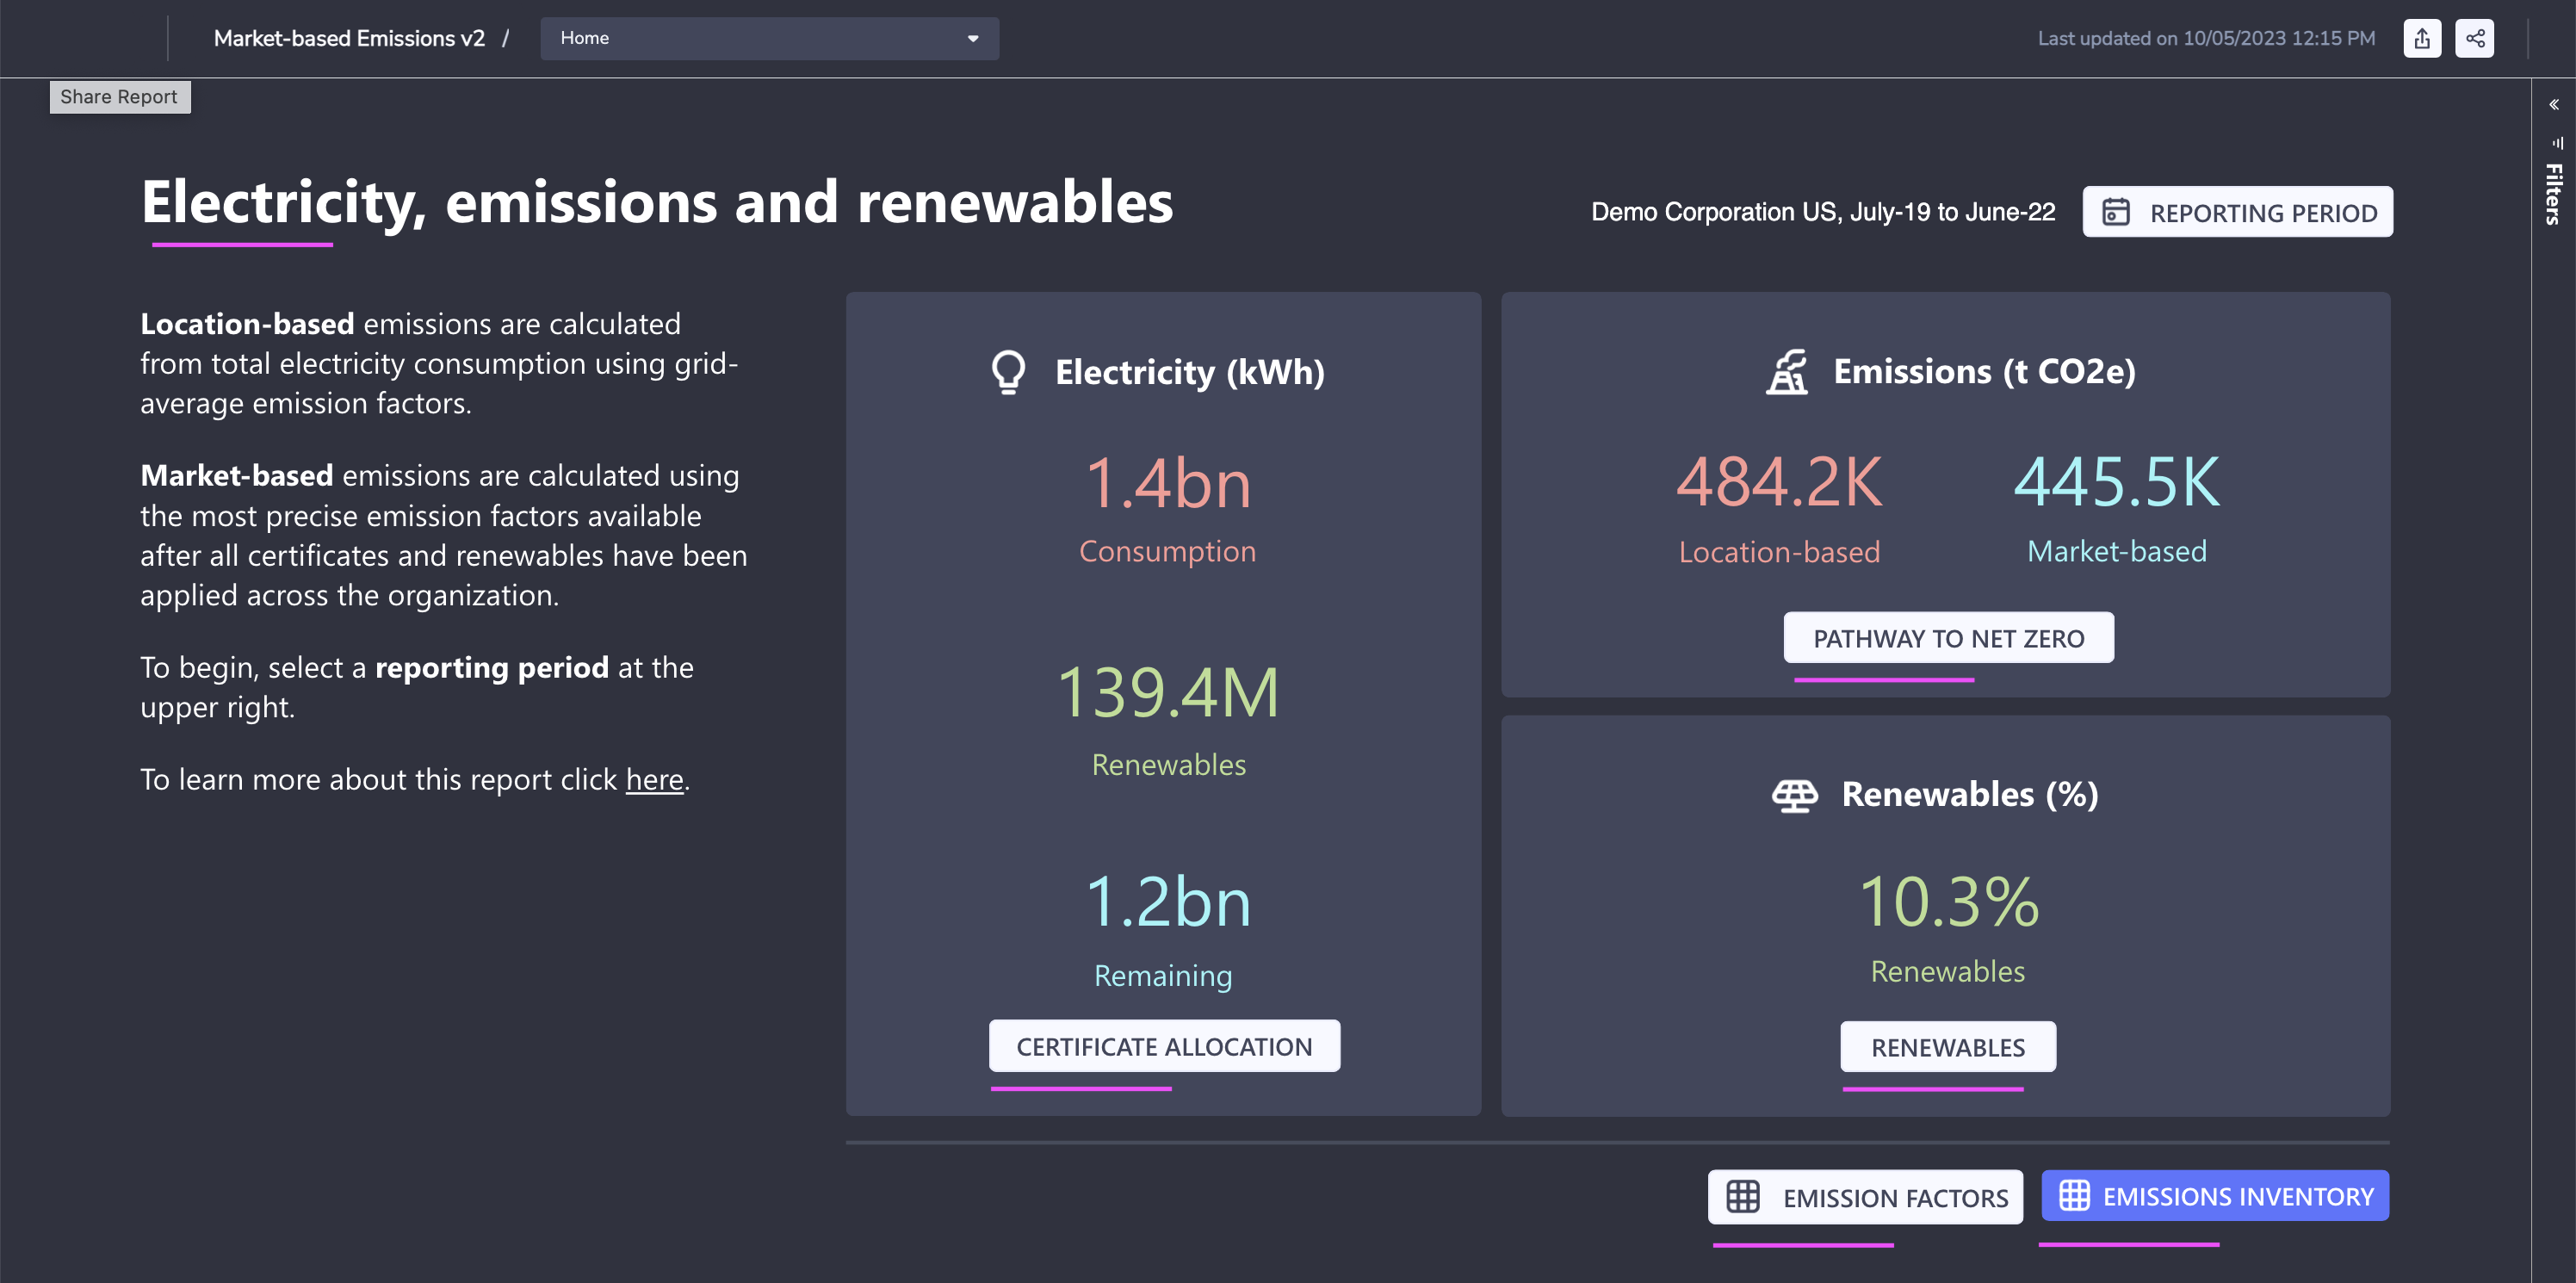 Market-based Emissions v2 /
Home
Last updated on 10/05/2023 12:15 PM
Share Report
Filters
Electricity, emissions and renewables
Demo Corporation US, July-19 to June-22
REPORTING PERIOD
Location-based emissions are calculated
from total electricity consumption using grid-
average emission factors.
Market-based emissions are calculated using
the most precise emission factors available
after all certificates and renewables have been
applied across the organization.
To begin, select a reporting period at the
upper right.
To learn more about this report click here.
Electricity (kWh)
1.4bn
Consumption
139.4M
Renewables
1.2bn
Remaining
CERTIFICATE ALLOCATION
Emissions (t CO2e)
484.2K
Location-based
445.5K
Market-based
PATHWAY TO NET ZERO
Renewables (%)
10.3%
Renewables
RENEWABLES
EMISSION FACTORS
EMISSIONS INVENTORY